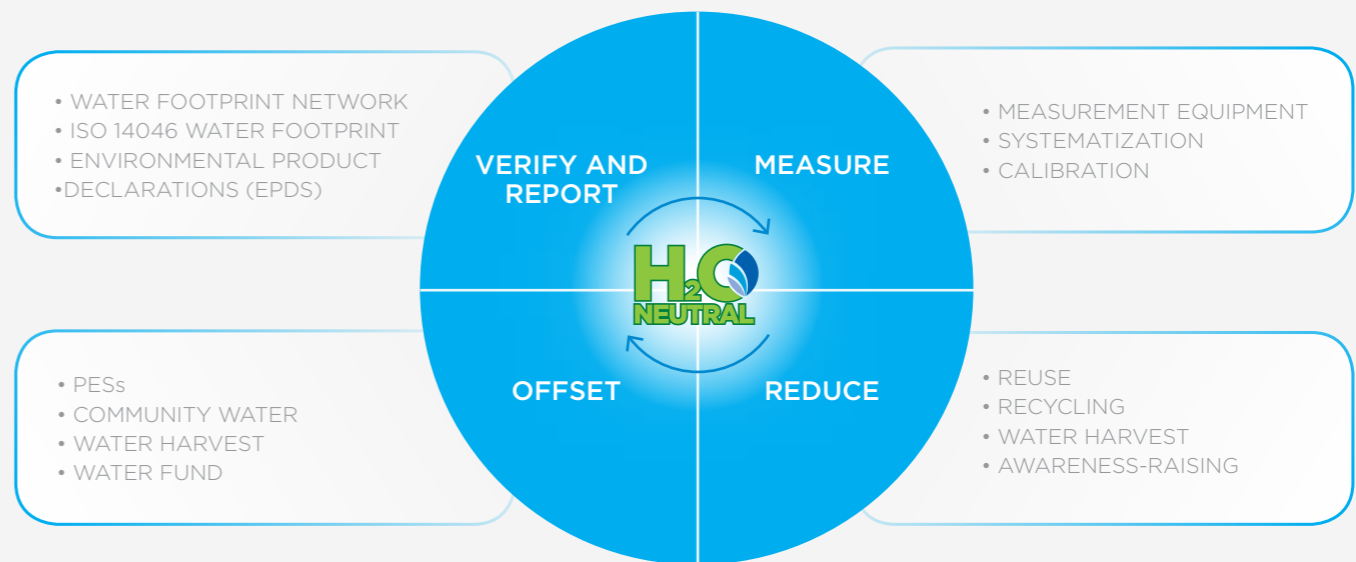 • WATER FOOTPRINT NETWORK
• ISO 14046 WATER FOOTPRINT
• ENVIRONMENTAL PRODUCT
•DECLARATIONS (EPDS)
VERIFY AND
REPORT
MEASURE
• MEASUREMENT EQUIPMENT
• SYSTEMATIZATION
• CALIBRATION
H2O
NEUTRAL
• PESs
• COMMUNITY WATER
• WATER HARVEST
• WATER FUND
OFFSET
REDUCE
• REUSE
• RECYCLING
• WATER HARVEST
• AWARENESS-RAISING